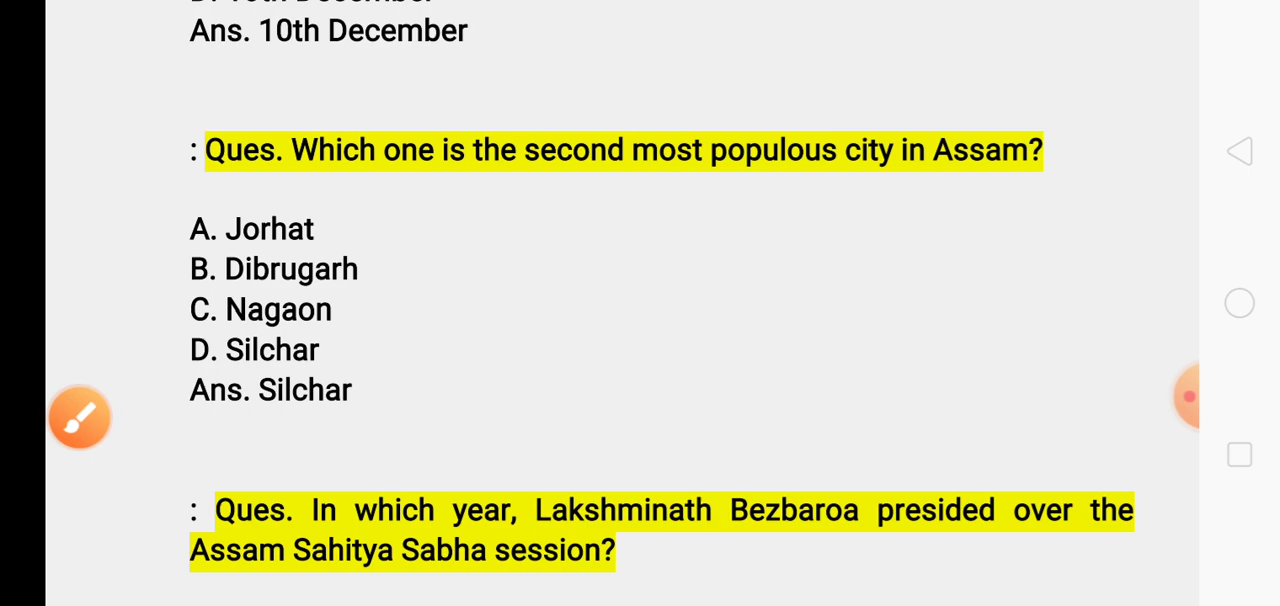 Ans. 10th December
: Ques. Which one is the second most populous city in Assam?
A. Jorhat
B. Dibrugarh
C. Nagaon
D. Silchar
Ans. Silchar
: Ques. In which year, Lakshminath Bezbaroa presided over the
Assam Sahitya Sabha session?